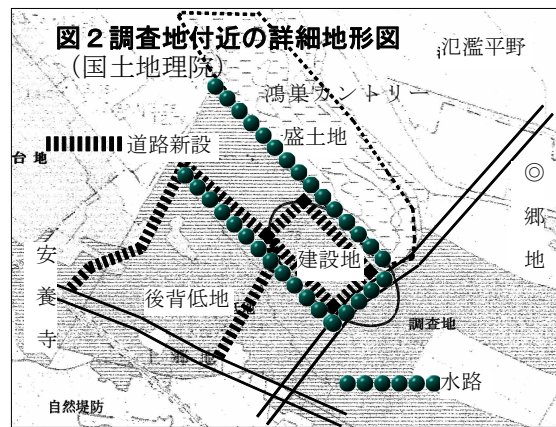 図２調査地付近の詳細地形図
（国土地理院）
氾濫平野
鴻巣カントリー
盛土地
台地
道路新設
◎
郷地
安養寺
建設地
後背低地
調査地
水路
自然堤防